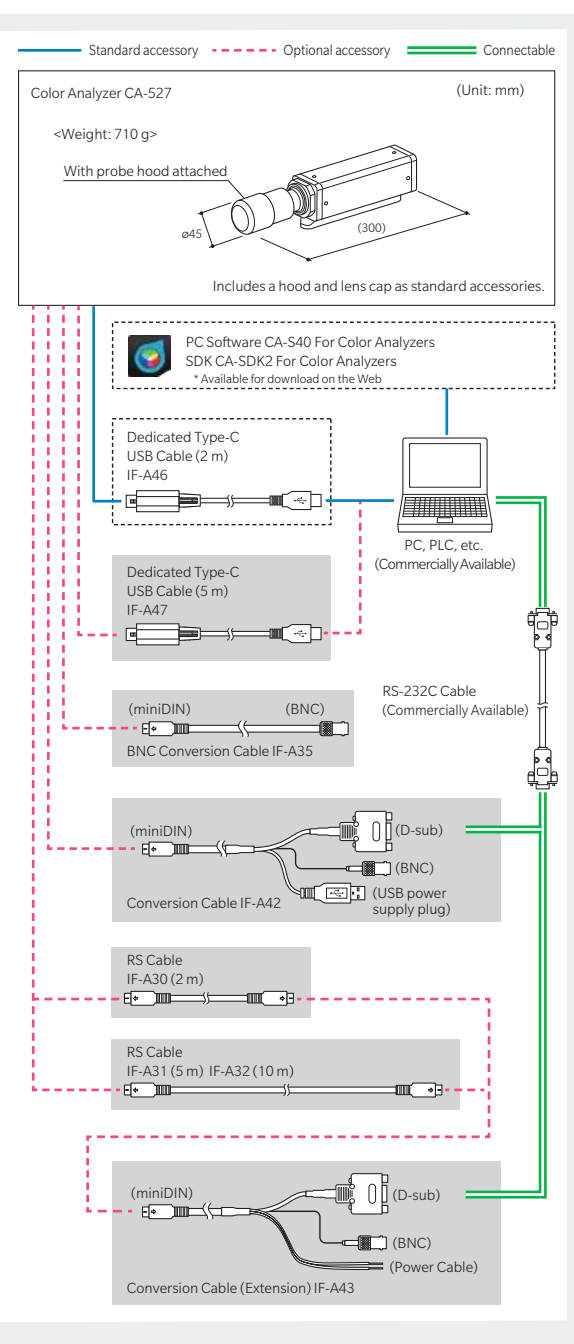 Standard accessory
Optional accessory
Connectable
Color Analyzer CA-527
(Unit: mm)
<Weight: 710 g>
With probe hood attached
ø45
(300)
Includes a hood and lens cap as standard accessories.
PC Software CA-S40 For Color Analyzers
SDK CA-SDK2 For Color Analyzers
* Available for download on the Web
Dedicated Type-C
USB Cable (2 m)
IF-A46
PC, PLC, etc.
(Commercially Available)
Dedicated Type-C
USB Cable (5 m)
IF-A47
RS-232C Cable
(Commercially Available)
(miniDIN)
(BNC)
BNC Conversion Cable IF-A35
(miniDIN)
(D-sub)
(BNC)
(USB power
supply plug)
Conversion Cable IF-A42
RS Cable
IF-A30 (2 m)
RS Cable
IF-A31 (5 m) IF-A32 (10 m)
(miniDIN)
(D-sub)
(BNC)
(Power Cable)
Conversion Cable (Extension) IF-A43